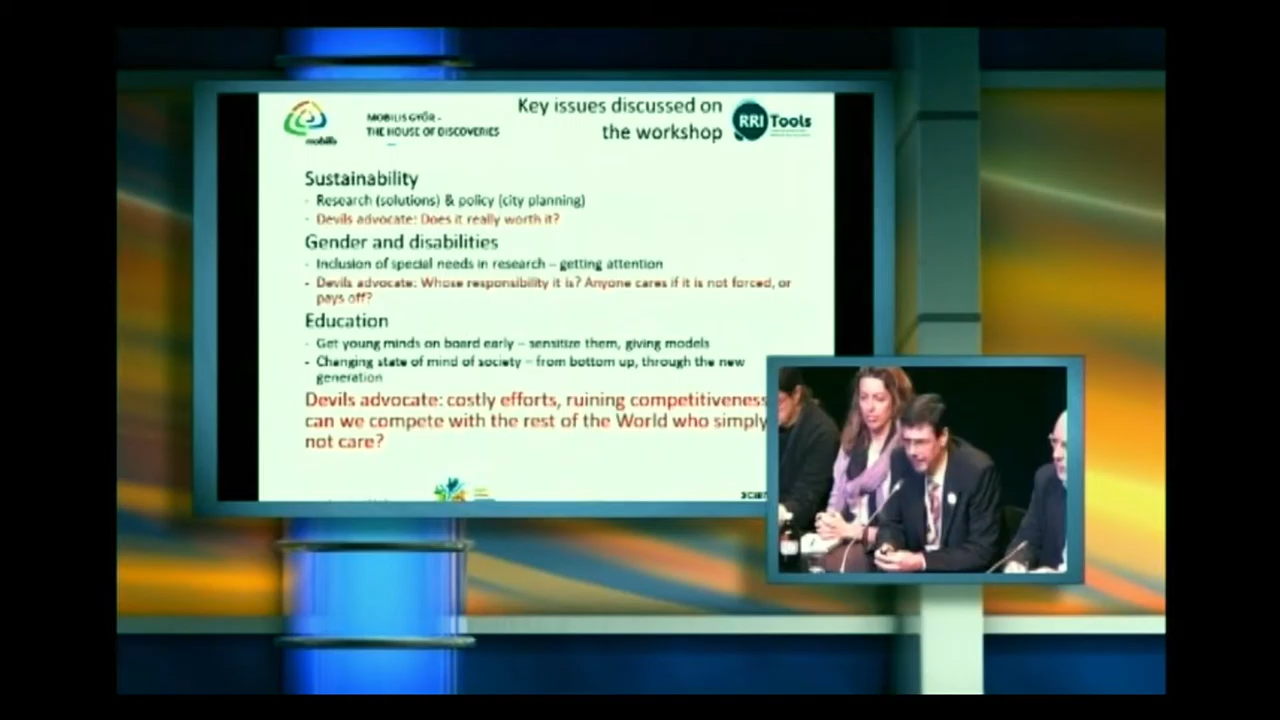 mobilis
MOBILIS GYŐR -
THE HOUSE OF DISCOVERIES
Key issues discussed on
the workshop
RRI Tools
Sustainability
- Research (solutions) & policy (city planning)
- Devils advocate: Does it really worth it?
Gender and disabilities
- Inclusion of special needs in research – getting attention
- Devils advocate: Whose responsibility it is? Anyone cares if it is not forced, or
pays off?
Education
- Get young minds on board early – sensitize them, giving models
- Changing state of mind of society – from bottom up, through the new
generation
Devils advocate: costly efforts, ruining competitiveness
can we compete with the rest of the World who simply
not care?